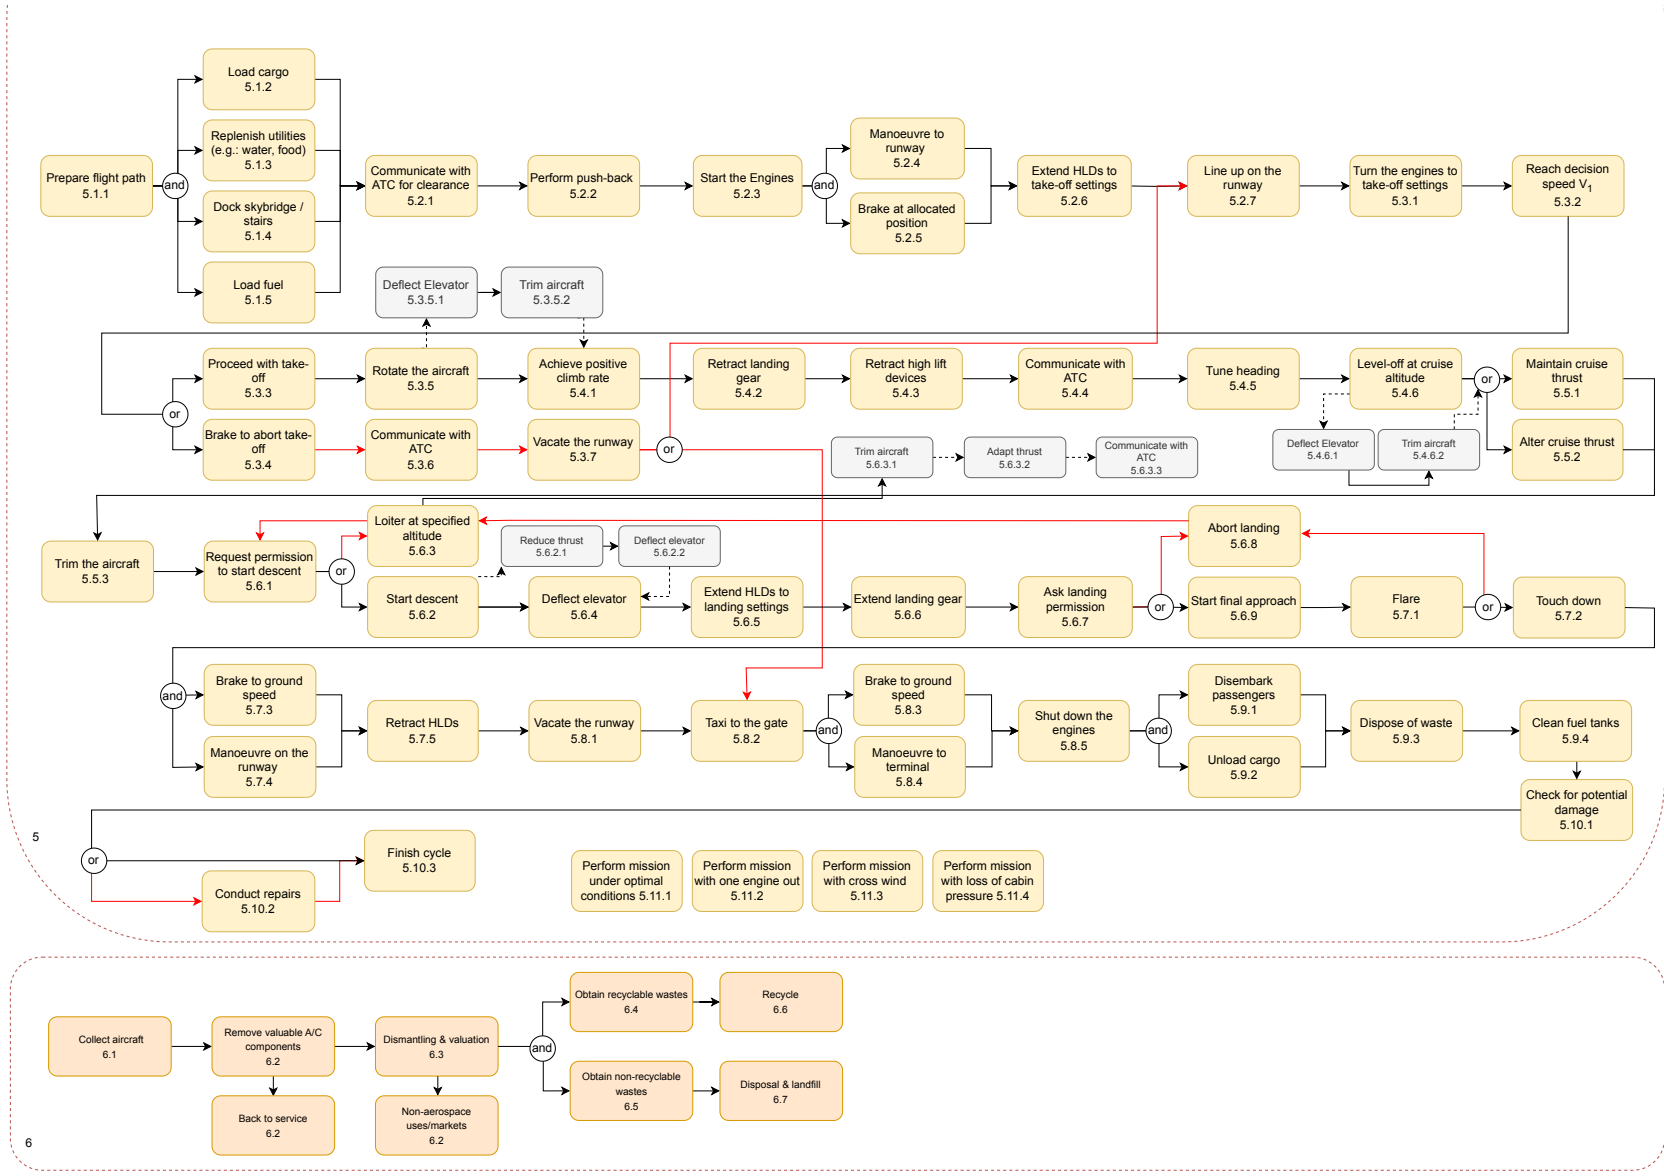 Load cargo
5.1.2
Replenish utilities
(e.g.: water, food)
5.1.3
Prepare flight path
5.1.1
and
Dock skybridge /
stairs
5.1.4
Load fuel
5.1.5
Communicate with
ATC for clearance
5.2.1
Perform push-back
5.2.2
Start the Engines
5.2.3
and
Manoeuvre to
runway
5.2.4
Brake at allocated
position
5.2.5
Extend HLDs to
take-off settings
5.2.6
Line up on the
runway
5.2.7
Turn the engines to
take-off settings
5.3.1
Reach decision
speed V1
5.3.2
Deflect Elevator
5.3.5.1
Trim aircraft
5.3.5.2
or
Proceed with take-
off
5.3.3
Rotate the aircraft
5.3.5
Achieve positive
climb rate
5.4.1
Retract landing
gear
5.4.2
Retract high lift
devices
5.4.3
Communicate with
ATC
5.4.4
Tune heading
5.4.5
Level-off at cruise
altitude
5.4.6
or
Maintain cruise
thrust
5.5.1
Brake to abort take-
off
5.3.4
Communicate with
ATC
5.3.6
Vacate the runway
5.3.7
or
Trim aircraft
5.6.3.1
Adapt thrust
5.6.3.2
Communicate with
ATC
5.6.3.3
Deflect Elevator
5.4.6.1
Trim aircraft
5.4.6.2
Alter cruise thrust
5.5.2
Trim the aircraft
5.5.3
Request permission
to start descent
5.6.1
or
Loiter at specified
altitude
5.6.3
Reduce thrust
5.6.2.1
Deflect elevator
5.6.2.2
Abort landing
5.6.8
Start descent
5.6.2
Deflect elevator
5.6.4
Extend HLDs to
landing settings
5.6.5
Extend landing gear
5.6.6
Ask landing
permission
5.6.7
or
Start final approach
5.6.9
Flare
5.7.1
or
Touch down
5.7.2
and
Brake to ground
speed
5.7.3
Manoeuvre on the
runway
5.7.4
Retract HLDs
5.7.5
Vacate the runway
5.8.1
Taxi to the gate
5.8.2
and
Brake to ground
speed
5.8.3
Manoeuvre to
terminal
5.8.4
Shut down the
engines
5.8.5
and
Disembark
passengers
5.9.1
Unload cargo
5.9.2
Dispose of waste
5.9.3
Clean fuel tanks
5.9.4
Check for potential
damage
5.10.1
5
or
Finish cycle
5.10.3
Conduct repairs
5.10.2
Perform mission
under optimal
conditions 5.11.1
Perform mission
with one engine out
5.11.2
Perform mission
with cross wind
5.11.3
Perform mission
with loss of cabin
pressure 5.11.4
Collect aircraft
6.1
Remove valuable A/C
components
6.2
Dismantling & valuation
6.3
and
Obtain recyclable wastes
6.4
Recycle
6.6
Obtain non-recyclable
wastes
6.5
Disposal & landfill
6.7
Back to service
6.2
Non-aerospace
uses/markets
6.2
6